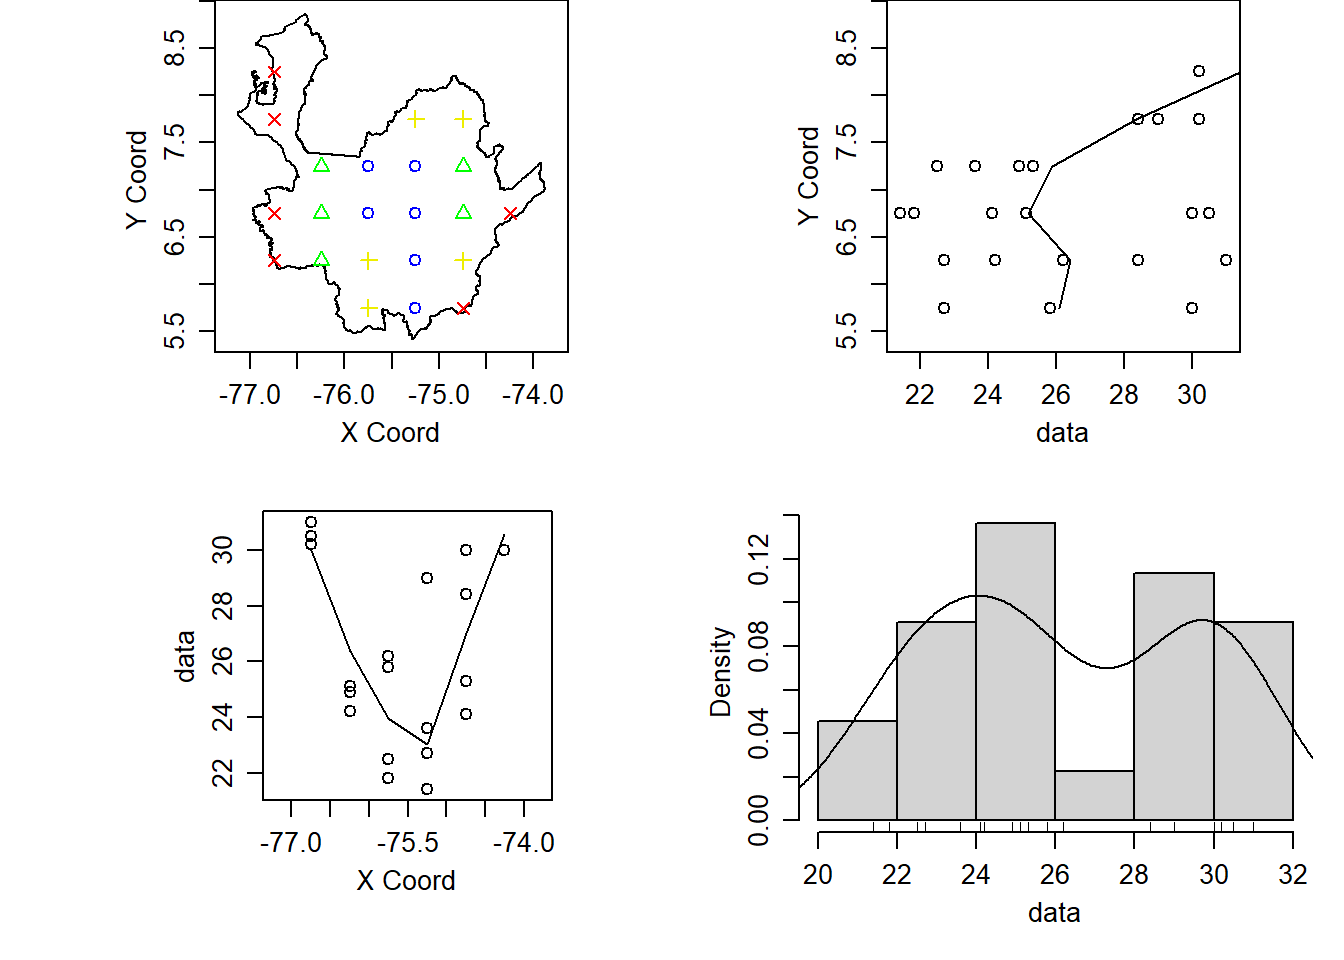 8.5
7.5
6.5
5.5
Y Coord
-77.0 -76.0 -75.0 -74.0
X Coord
8.5
7.5
6.5
5.5
Y Coord
22 24 26 28 30
data
30
28
26
24
22
data
-77.0 -75.5 -74.0
X Coord
0.12
0.08
0.04
0.00
Density
20 22 24 26 28 30 32
data